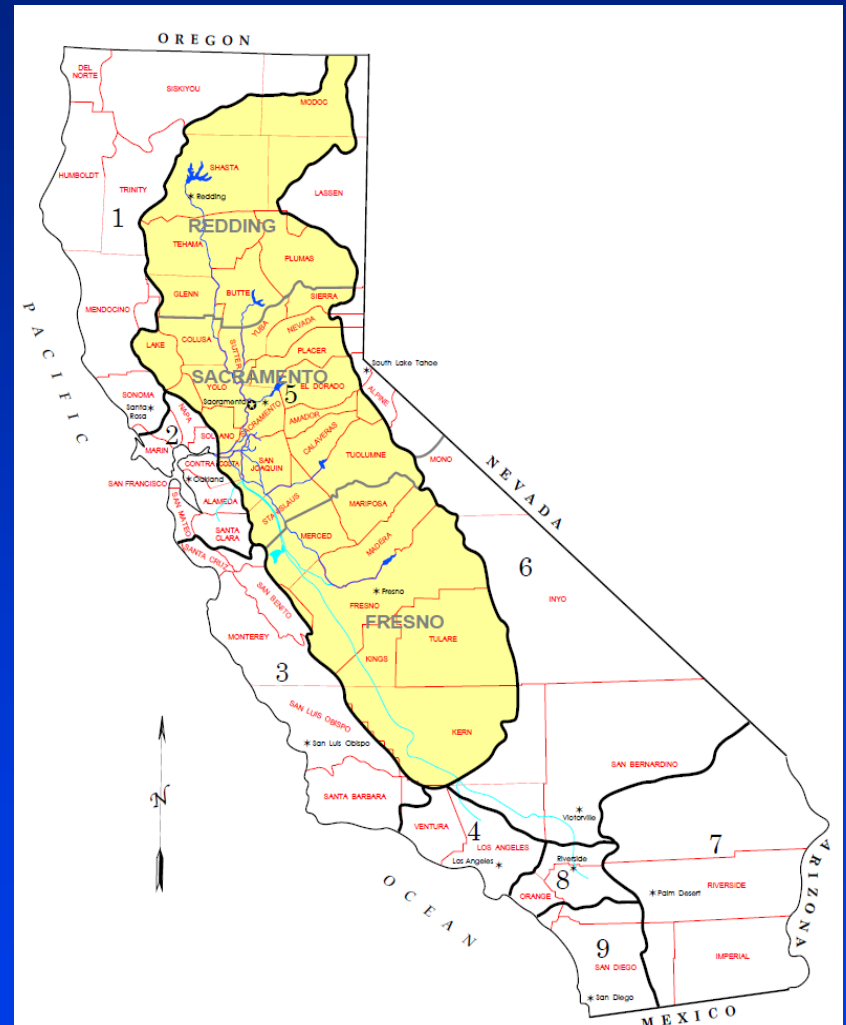 OREGON
DEL
NORTE
SISKIYOU
MODOC
HUMBOLDT
TRINITY
SHASTA
Redding
LASSEN
1
REDDING
TEHAMA
PLUMAS
GLENN
BUTTE
SIERRA
MENDOCINO
LAKE
COLUSA
SUTTER
YUBA
NEVADA
PLACER
PACIFIC
South Lake Tahoe
SACRAMENTO
YOLO
EL DORADO
ALPINE
SONOMA
Santa
Rosa
NAPA
Sacramento
SACRAMENTO
5
AMADOR
2
SOLANO
CALAVERAS
MARIN
CONTRA COSTA
SAN
JOAQUIN
TUOLUMNE
MONO
NEVADA
SAN FRANCISCO
Oakland
ALAMEDA
STANISLAUS
MARIPOSA
SAN MATEO
SANTA
CLARA
MERCED
MADERA
SANTA CRUZ
6
SAN BENITO
Fresno
FRESNO
INYO
FRESNO
MONTEREY
TULARE
KINGS
3
SAN LUIS OBISPO
San Luis Obispo
KERN
SAN BERNARDINO
N
SANTA BARBARA
Victorville
VENTURA
4
LOS ANGELES
7
Los Angeles
Riverside
8
RIVERSIDE
ORANGE
Palm Desert
ARIZONA
OCEAN
9
SAN DIEGO
IMPERIAL
San Diego
MEXICO